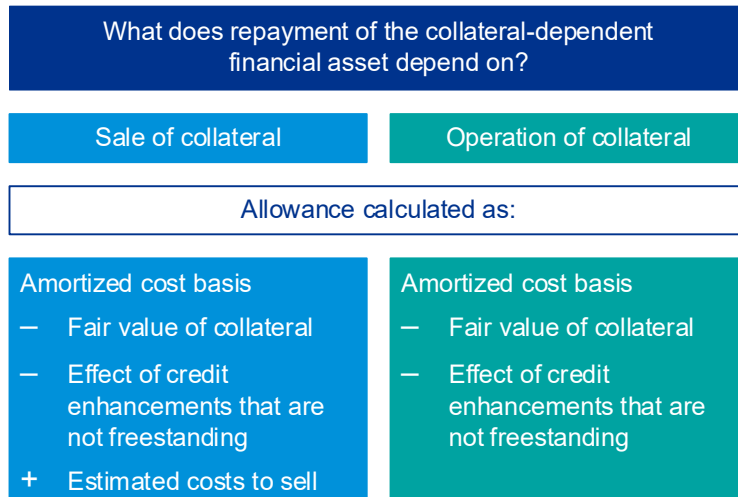 What does repayment of the collateral-dependent
financial asset depend on?
Sale of collateral
Operation of collateral
Allowance calculated as:
Amortized cost basis
– Fair value of collateral
– Effect of credit
enhancements that are
not freestanding
+ Estimated costs to sell
Amortized cost basis
– Fair value of collateral
– Effect of credit
enhancements that are
not freestanding